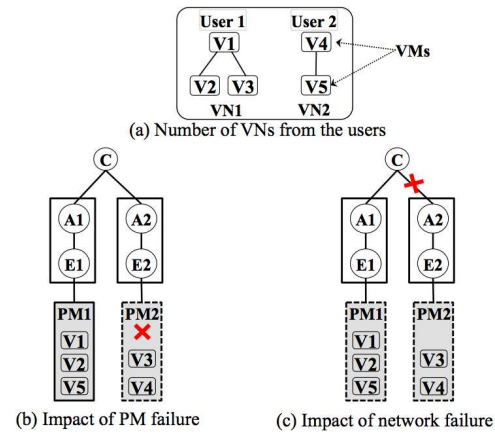 User 1 User 2
V1 V4
VMs
V2 V3 V5
VN1 VN2
(a) Number of VNs from the users
C C
A1 A2 A1 A2
E1 E2 E1 E2
PM1 PM2 PM1 PM2
V1 V1
V2 V3 V2 V3
V5 V4 V5 V4
(b) Impact of PM failure (c) Impact of network failure